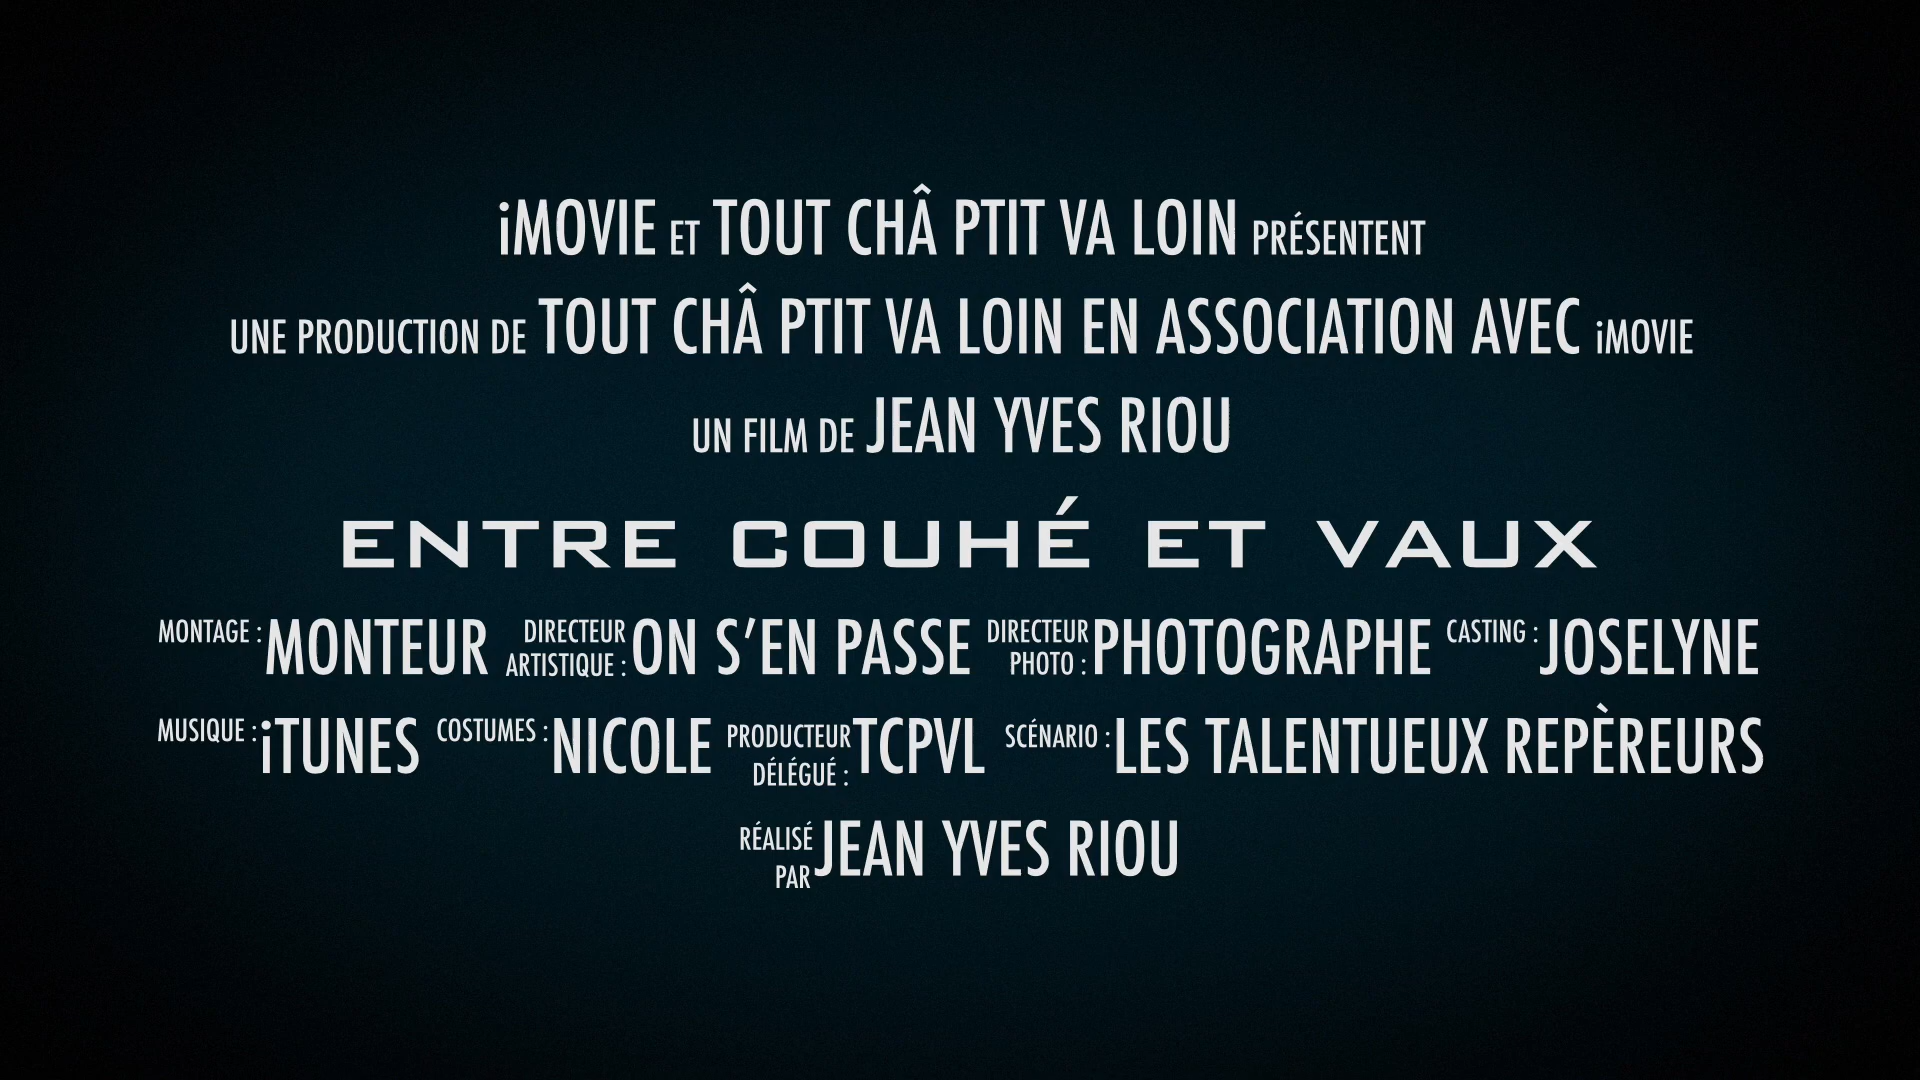 iMOVIE ET TOUT CHÂ PTIT VA LOIN PRÉSENTENT
UNE PRODUCTION DE TOUT CHÂ PTIT VA LOIN EN ASSOCIATION AVEC iMOVIE
UN FILM DE JEAN YVES RIOU
ENTRE COUHÉ ET VAUX
MONTAGE : MONTEUR DIRECTEUR ARTISTIQUE : ON S'EN PASSE DIRECTEUR PHOTO : PHOTOGRAPHE CASTING : JOSELYNE
MUSIQUE : iTUNES COSTUMES : NICOLE PRODUCTEUR DÉLÉGUÉ : TCPVL SCÉNARIO : LES TALENTUEUX REPÈREURS
RÉALISÉ PAR JEAN YVES RIOU